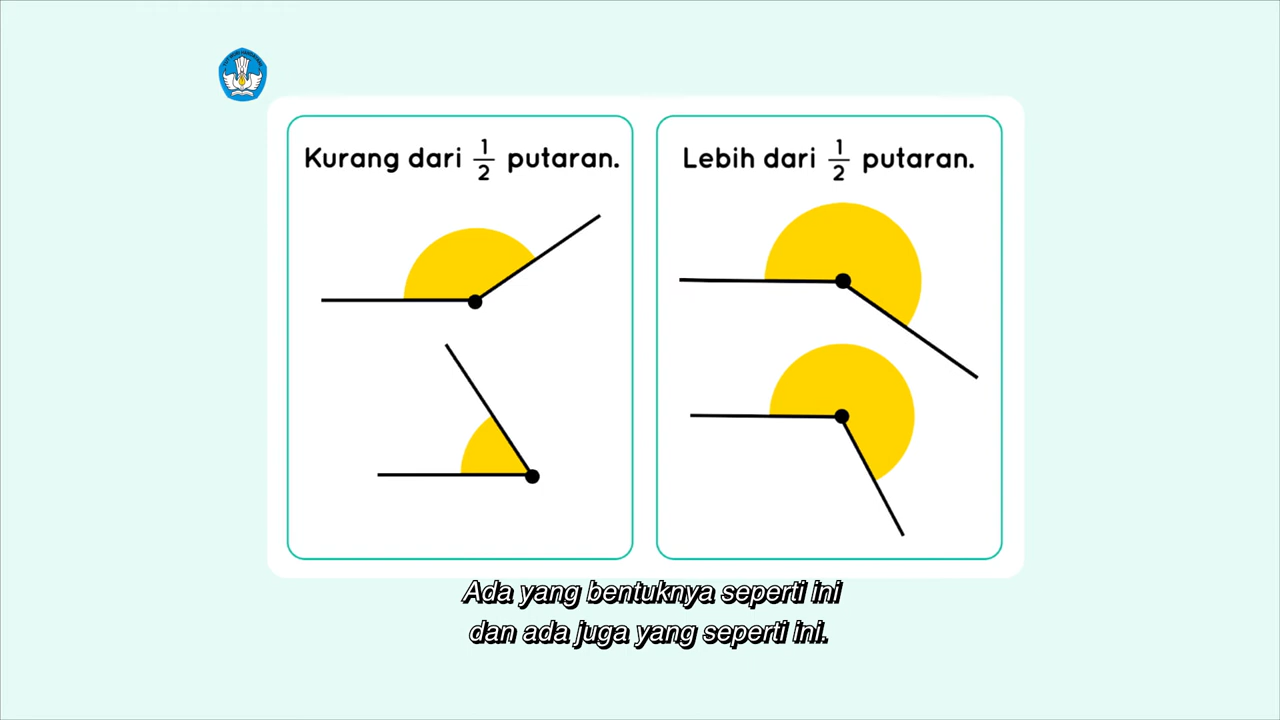 Kurang dari 1/2 putaran.
Lebih dari 1/2 putaran.
Ada yang bentuknya seperti ini
dan ada juga yang seperti ini.